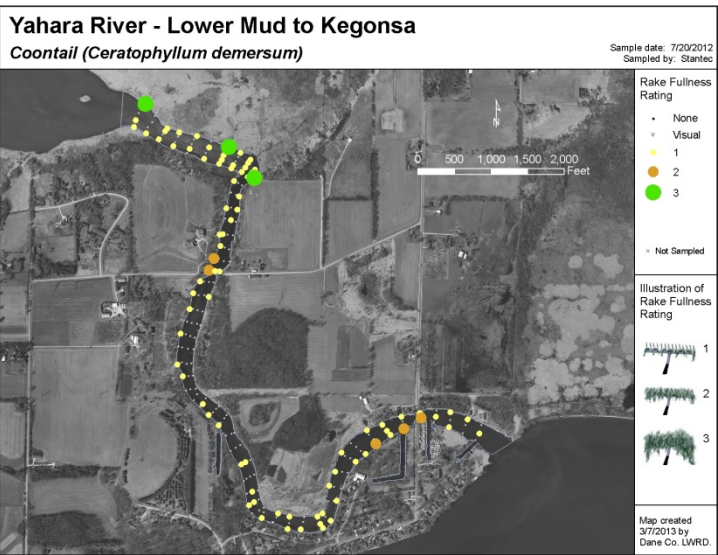 Yahara River - Lower Mud to Kegonsa
Coontail (Ceratophyllum demersum)
Sample date: 7/20/2012
Sampled by: Stantec
Rake Fullness
Rating
None
Visual
1
2
3
Not Sampled
N
0 500 1,000 1,500 2,000
Feet
Illustration of
Rake Fullness
Rating
1
2
3
Map created
3/7/2013 by
Dane Co. LWRD.